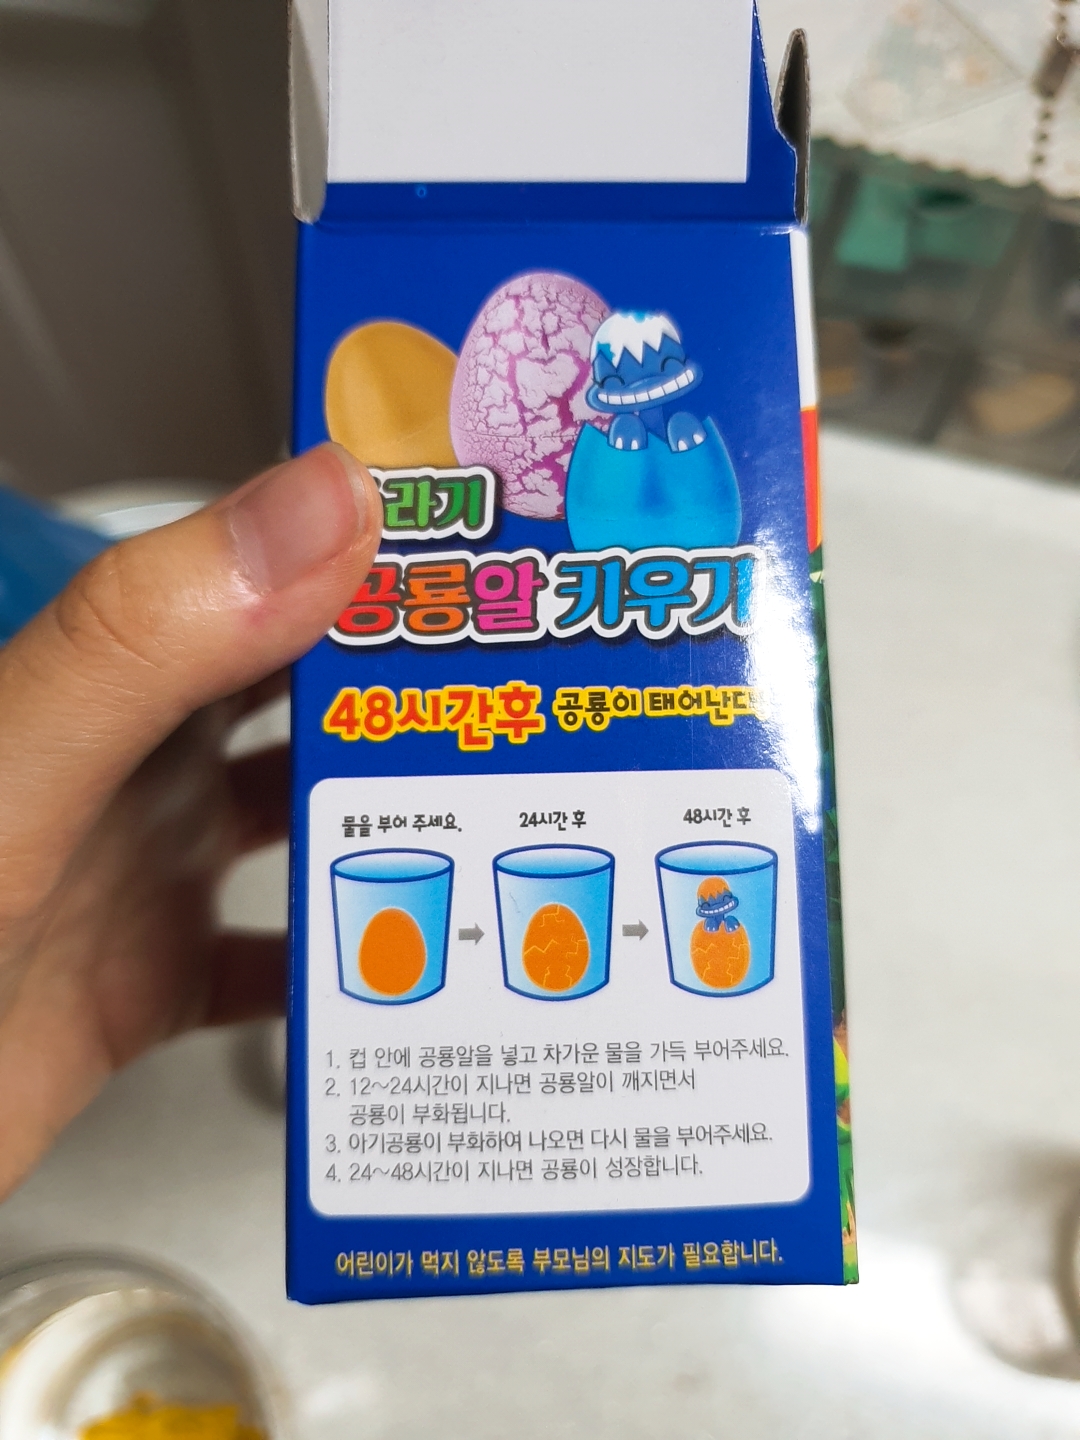 라기
공룡알 키우기
48시간후 공룡이 태어난다
물을 부어 주세요.
24시간 후
48시간 후
1. 컵 안에 공룡알을 넣고 차가운 물을 가득 부어주세요.
2. 12~24시간이 지나면 공룡알이 깨지면서
공룡이 부화됩니다.
3. 아기공룡이 부화하여 나오면 다시 물을 부어주세요.
4. 24~48시간이 지나면 공룡이 성장합니다.
어린이가 먹지 않도록 부모님의 지도가 필요합니다.